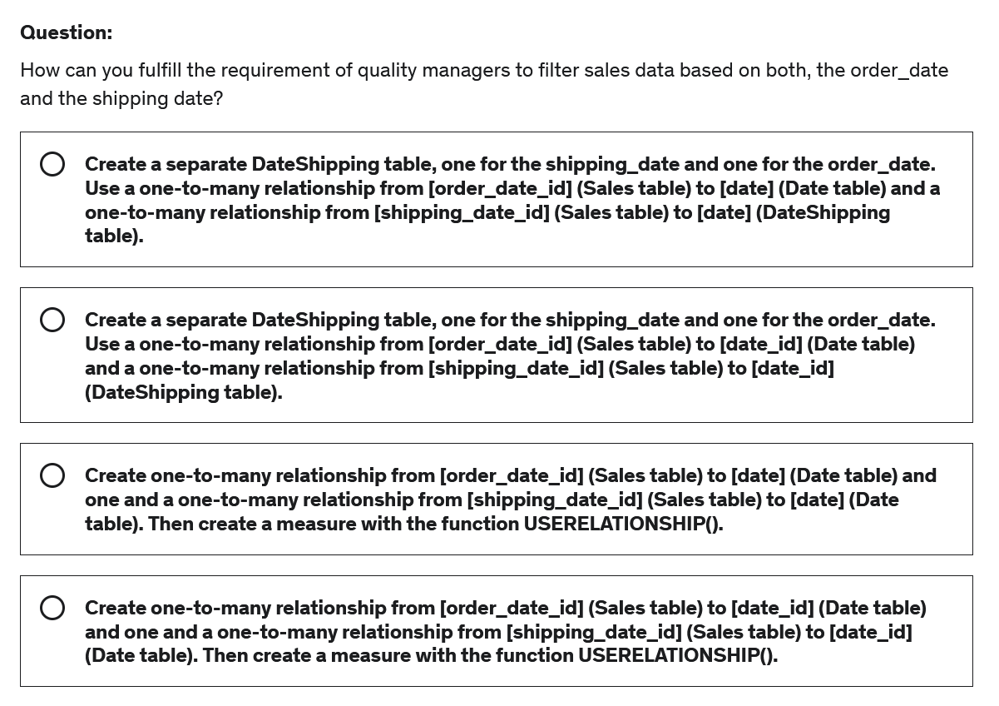 Question:
How can you fulfill the requirement of quality managers to filter sales data based on both, the order_date
and the shipping date?
Create a separate DateShipping table, one for the shipping_date and one for the order_date.
Use a one-to-many relationship from [order_date_id] (Sales table) to [date] (Date table) and a
one-to-many relationship from [shipping_date_id] (Sales table) to [date] (DateShipping
table).
Create a separate DateShipping table, one for the shipping_date and one for the order_date.
Use a one-to-many relationship from [order_date_id] (Sales table) to [date_id] (Date table)
and a one-to-many relationship from [shipping_date_id] (Sales table) to [date_id]
(DateShipping table).
Create one-to-many relationship from [order_date_id] (Sales table) to [date] (Date table) and
one and a one-to-many relationship from [shipping_date_id] (Sales table) to [date] (Date
table). Then create a measure with the function USERELATIONSHIP().
Create one-to-many relationship from [order_date_id] (Sales table) to [date_id] (Date table)
and one and a one-to-many relationship from [shipping_date_id] (Sales table) to [date_id]
(Date table). Then create a measure with the function USERELATIONSHIP().